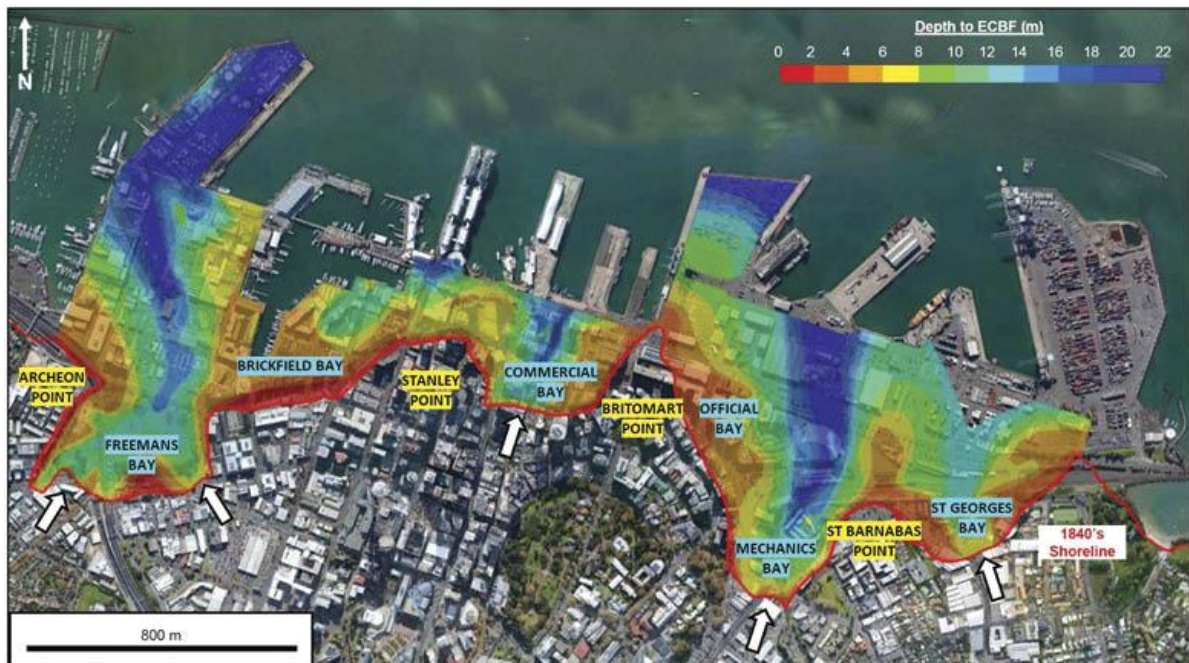 N
Depth to ECBF (m)
0 2 4 6 8 10 12 14 16 18 20 22
ARCHEON
POINT
BRICKFIELD BAY
STANLEY
POINT
COMMERCIAL
BAY
BRITOMART
POINT
OFFICIAL
BAY
FREEMANS
BAY
MECHANICS
BAY
ST BARNABAS
POINT
ST GEORGES
BAY
1840's
Shoreline
800 m